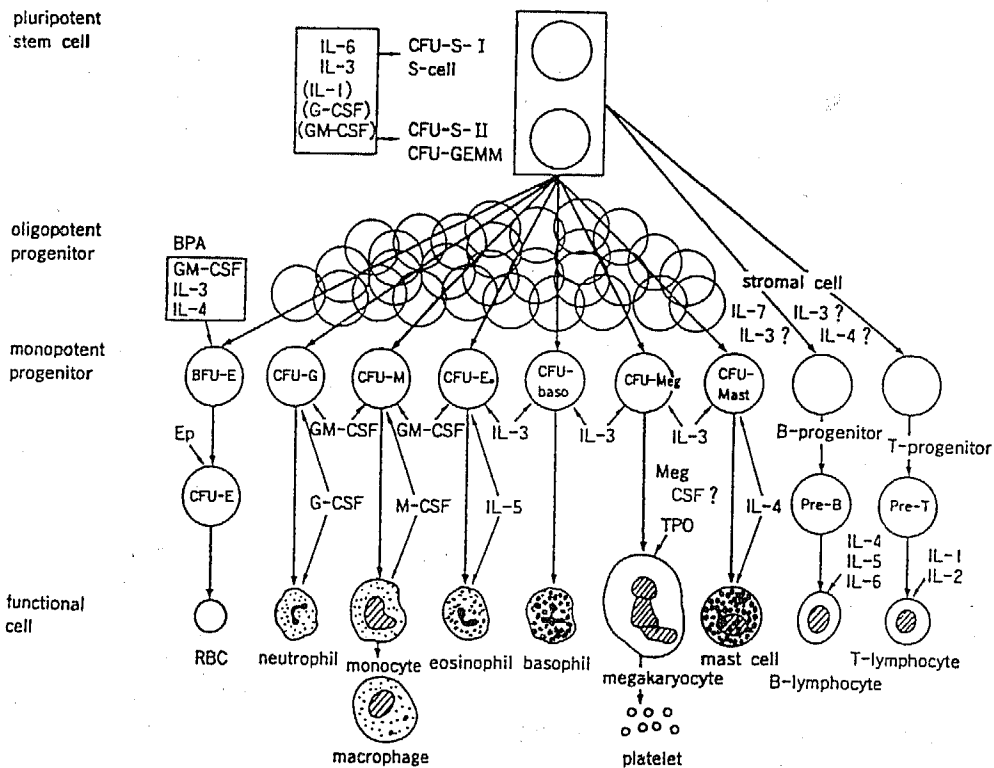 pluripotent
stem cell
IL-6
IL-3
(IL-1)
(G-CSF)
(GM-CSF)
CFU-S-I
S-cell
CFU-S-II
CFU-GEMM
oligopotent
progenitor
BPA
GM-CSF
IL-3
IL-4
stromal cell
IL-7
IL-3 ?
IL-3 ?
IL-4 ?
monopotent
progenitor
BFU-E
CFU-G
CFU-M
CFU-Eo
CFU-
baso
CFU-Meg
CFU-
Mast
GM-CSF
GM-CSF
IL-3
IL-3
IL-3
B-progenitor
T-progenitor
Ep
CFU-E
G-CSF
M-CSF
IL-5
Meg
CSF ?
TPO
IL-4
Pre-B
Pre-T
IL-4
IL-5
IL-6
IL-1
IL-2
functional
cell
RBC
neutrophil
monocyte
eosinophil
basophil
megakaryocyte
mast cell
B-lymphocyte
T-lymphocyte
macrophage
platelet